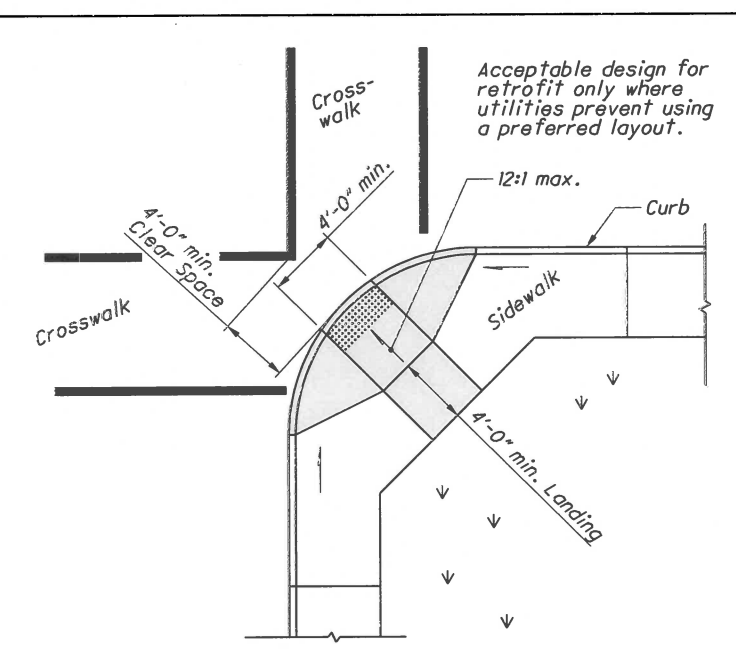 Acceptable design for
retrofit only where
utilities prevent using
a preferred layout.
Cross-
walk
12:1 max.
4'-0" min.
Curb
4'-0" min.
Clear Space
Sidewalk
Crosswalk
4'-0" min. Landing